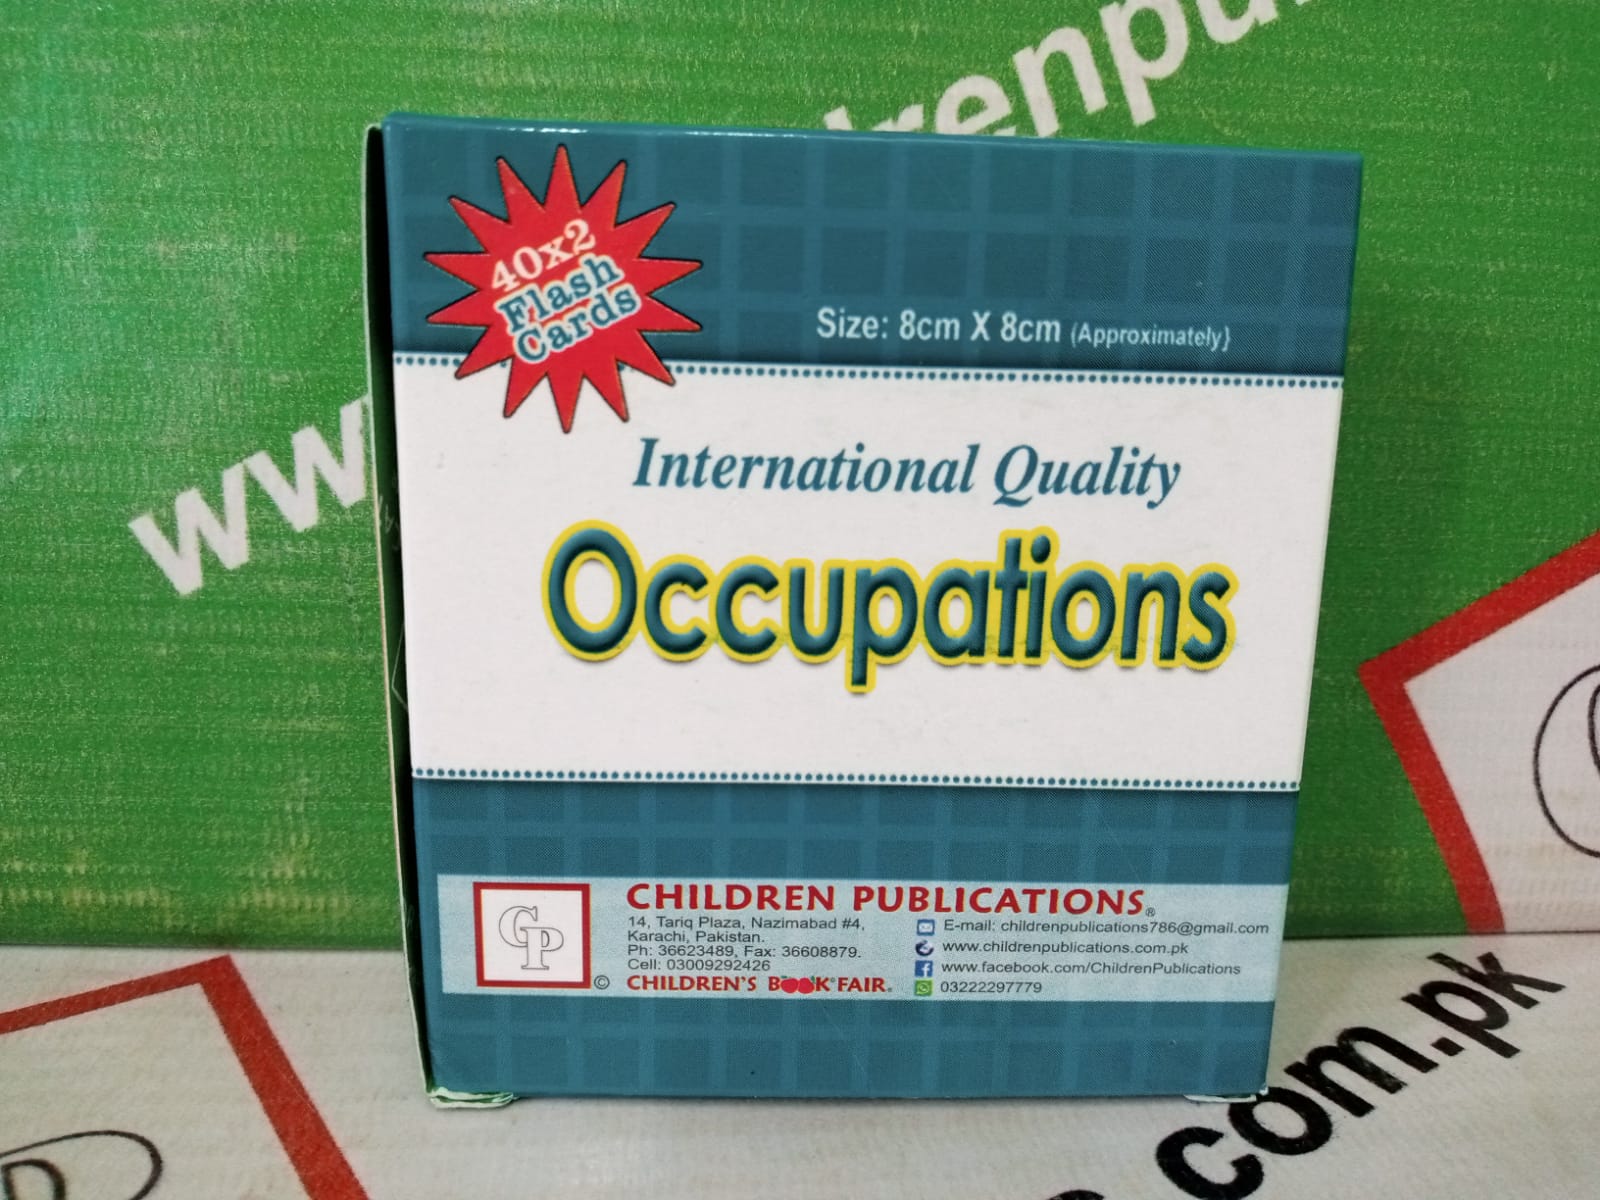 drenpu
ww
40x2
Flash
Cards
Size: 8cm X 8cm (Approximately)
International Quality
Occupations
CP
©
CHILDREN PUBLICATIONS®
14, Tariq Plaza, Nazimabad #4,
Karachi, Pakistan.
Ph: 36623489, Fax: 36608879.
Cell: 03009292426
CHILDREN'S BOOK FAIR.
E-mail: childrenpublications786@gmail.com
www.childrenpublications.com.pk
www.facebook.com/ChildrenPublications
03222297779
.com.pk